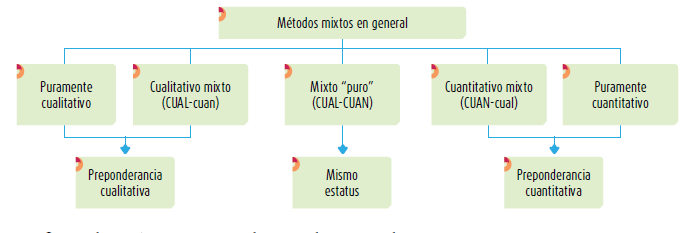 Métodos mixtos en general
Puramente
cualitativo
Cualitativo mixto
(CUAL-cuan)
Mixto “puro”
(CUAL-CUAN)
Cuantitativo mixto
(CUAN-cual)
Puramente
cuantitativo
Preponderancia
cualitativa
Mismo
estatus
Preponderancia
cuantitativa